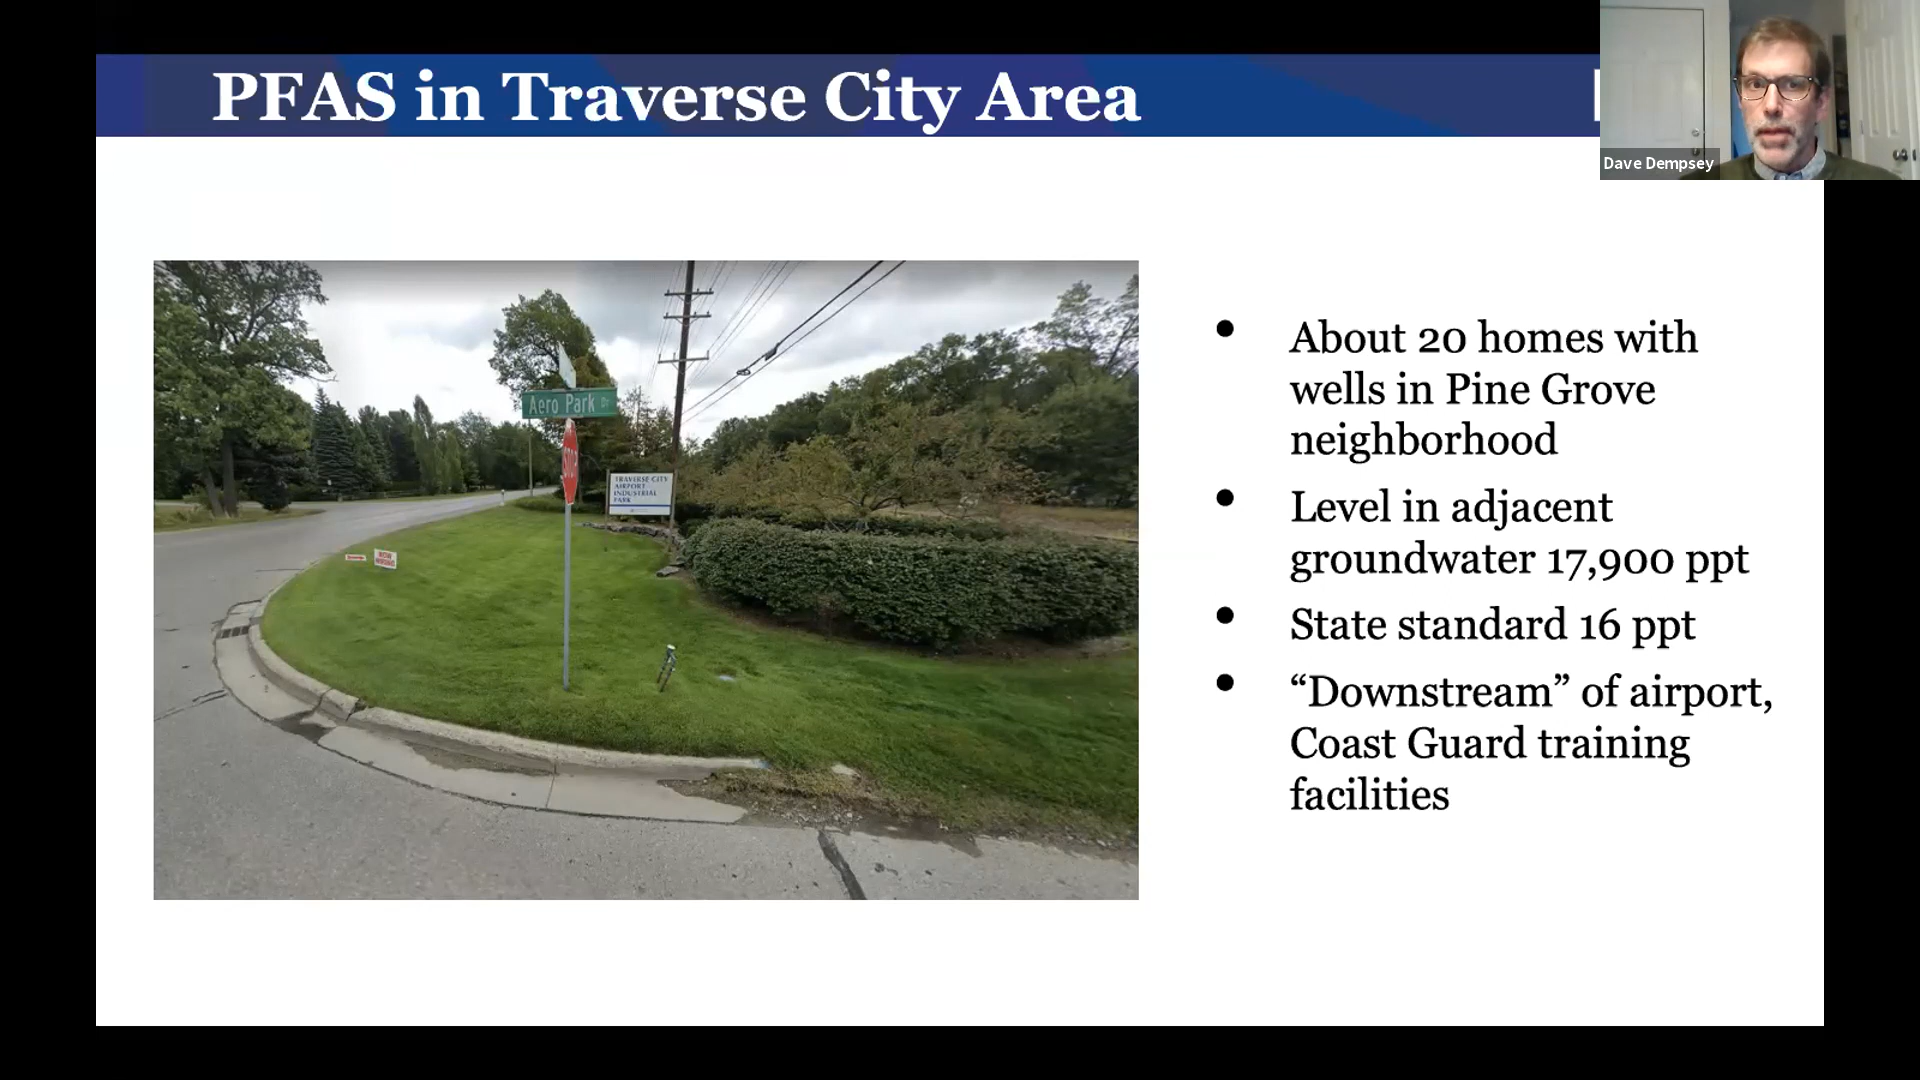 PFAS in Traverse City Area
Dave Dempsey
Aero Park Dr
STOP
TRAVERSE CITY
AIRPORT
INDUSTRIAL
PARK
NOW
HIRING
• About 20 homes with
wells in Pine Grove
neighborhood
• Level in adjacent
groundwater 17,900 ppt
• State standard 16 ppt
• “Downstream” of airport,
Coast Guard training
facilities